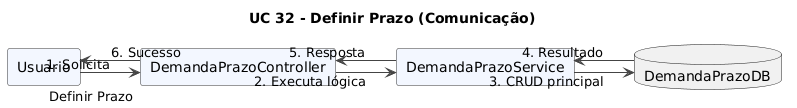 UC 32 - Definir Prazo (Comunicação)
Usuario
1. Solicita
Definir Prazo
6. Sucesso
DemandaPrazoController
5. Resposta
2. Executa lógica
DemandaPrazoService
4. Resultado
3. CRUD principal
DemandaPrazoDB